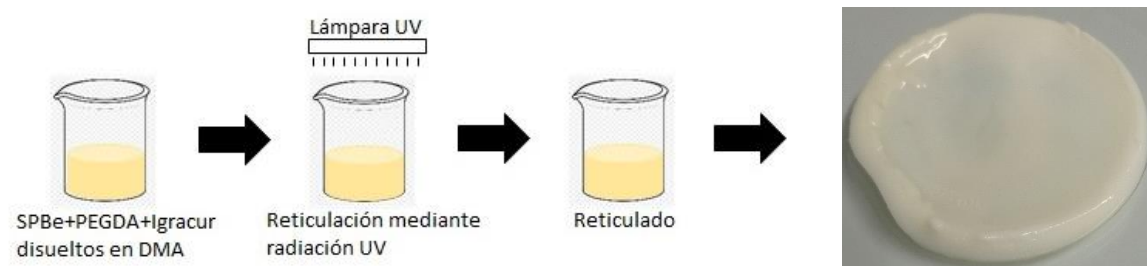 Lámpara UV
SPBe+PEGDA+Igracur
disueltos en DMA
Reticulación mediante
radiación UV
Reticulado